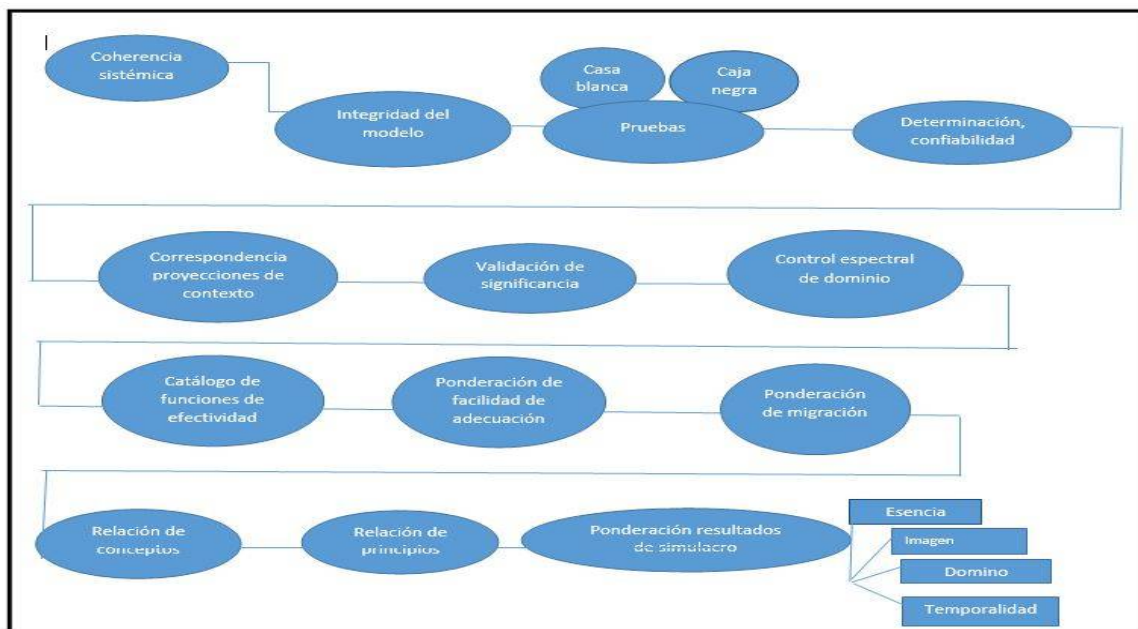 Coherencia
sistémica
Integridad del
modelo
Casa
blanca
Caja
negra
Pruebas
Determinación,
confiabilidad
Correspondencia
proyecciones de
contexto
Validación de
significancia
Control espectral
de dominio
Catálogo de
funciones de
efectividad
Ponderación de
facilidad de
adecuación
Ponderación
de migración
Relación de
conceptos
Relación de
principios
Ponderación resultados
de simulacro
Esencia
Imagen
Domino
Temporalidad